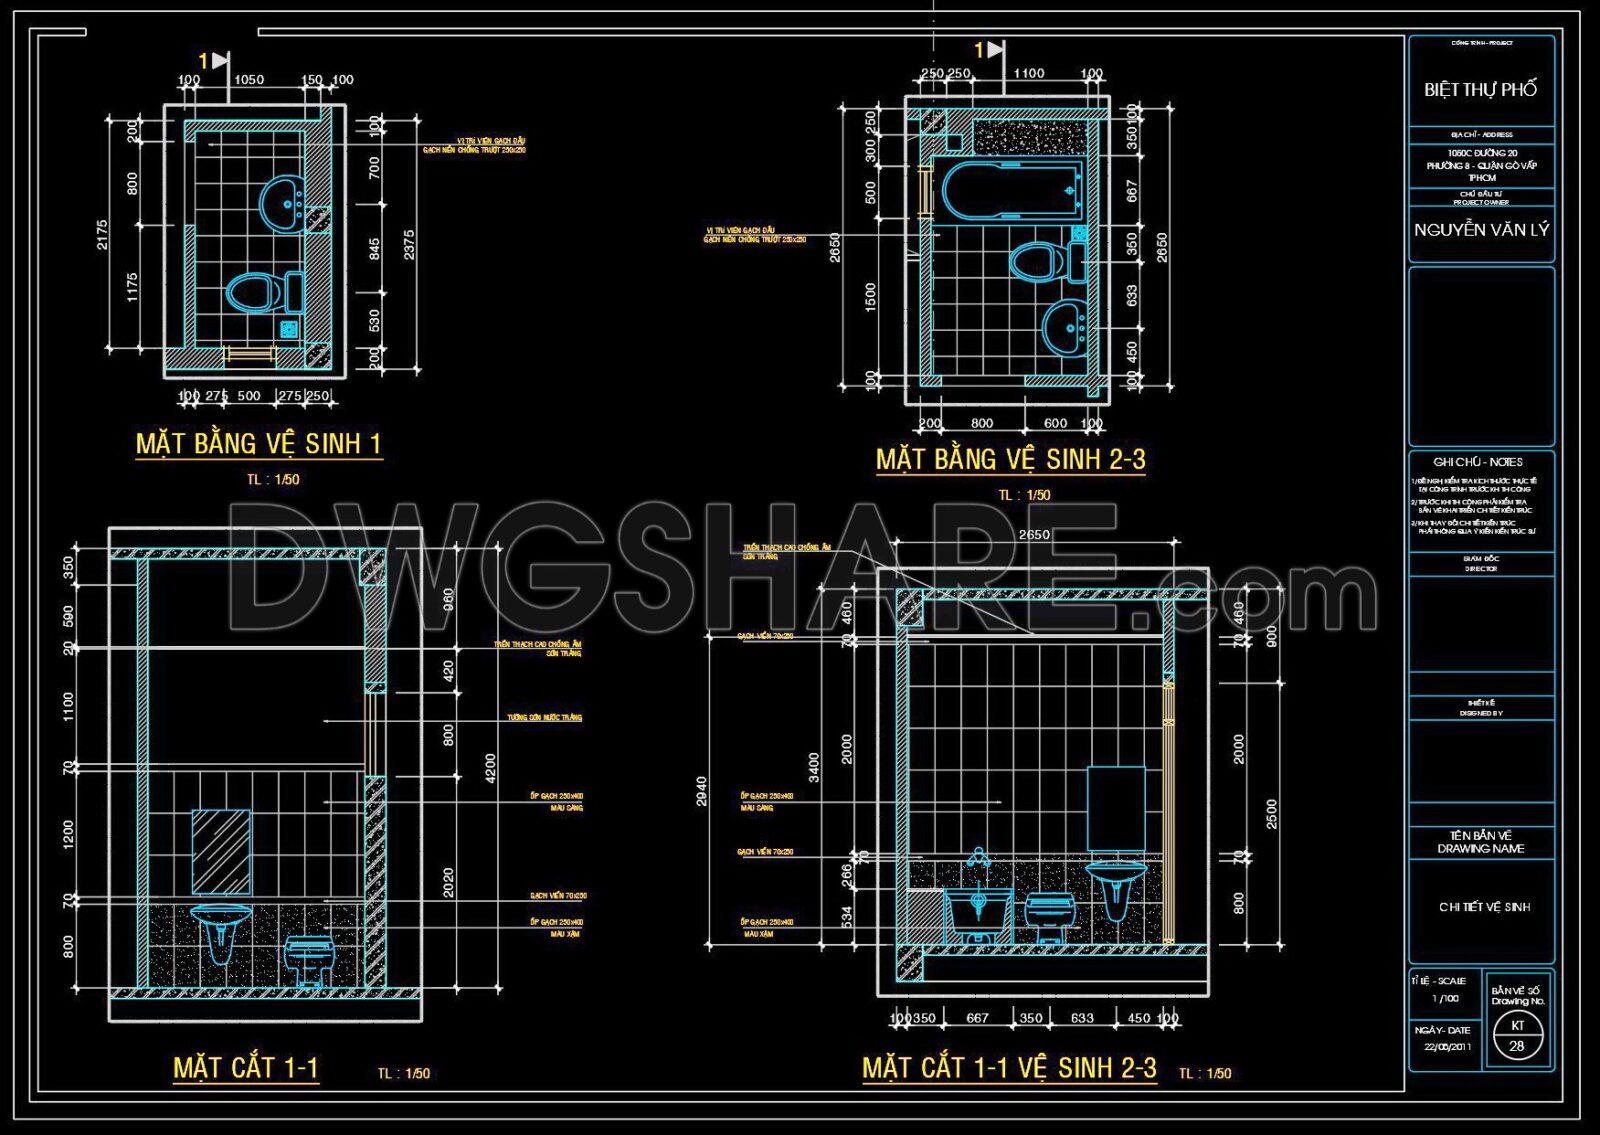 1
100 1050 150 100
200
800
1175
2175
100
700
845
530
200
2375
100 275 500 275 250
VỊ TRÍ VIÊN GẠCH ĐẦU
GẠCH NỀN CHỐNG TRƯỢT 250x250
MẶT BẰNG VỆ SINH 1
TL : 1/50
1
250 250 1100 100
250
300
500
1500
100
2650
100
350
667
350
633
450
100
2650
200 800 600 100
VỊ TRÍ VIÊN GẠCH ĐẦU
GẠCH NỀN CHỐNG TRƯỢT 250x250
MẶT BẰNG VỆ SINH 2-3
TL : 1/50
DWGSHARE.com
350
590
20
1100
70
1200
70
800
960
420
800
2020
4200
TRẦN THẠCH CAO CHỐNG ẨM
SƠN TRẮNG
TƯỜNG SƠN NƯỚC TRẮNG
ỐP GẠCH 250x400
MÀU SÁNG
GẠCH VIỀN 70x250
ỐP GẠCH 250x400
MÀU XẬM
MẶT CẮT 1-1
TL : 1/50
2650
TRẦN THẠCH CAO CHỐNG ẨM
SƠN TRẮNG
GẠCH VIỀN 70x250
ỐP GẠCH 250x400
MÀU SÁNG
GẠCH VIỀN 70x250
ỐP GẠCH 250x400
MÀU XẬM
460
70
2000
70
266
534
3400
2940
460
70
2000
70
800
900
2500
100 350 667 350 633 450 100
MẶT CẮT 1-1 VỆ SINH 2-3
TL : 1/50
CÔNG TRÌNH - PROJECT
BIỆT THỰ PHỐ
ĐỊA CHỈ - ADDRESS
1050C ĐƯỜNG 20
PHƯỜNG 8 - QUẬN GÒ VẤP
TPHCM
CHỦ ĐẦU TƯ
PROJECT OWNER
NGUYỄN VĂN LÝ
GHI CHÚ - NOTES
1/ ĐỀ NGHỊ KIỂM TRA KÍCH THƯỚC THỰC TẾ
TẠI CÔNG TRÌNH TRƯỚC KHI THI CÔNG
2/ TRƯỚC KHI THI CÔNG PHẢI KIỂM TRA
BẢN VẼ KHAI TRIỂN CHI TIẾT KIẾN TRÚC
3/ KHI THAY ĐỔI CHI TIẾT KIẾN TRÚC
PHẢI THÔNG QUA Ý KIẾN KIẾN TRÚC SƯ
GIÁM ĐỐC
DIRECTOR
THIẾT KẾ
DISIGNED BY
TÊN BẢN VẼ
DRAWING NAME
CHI TIẾT VỆ SINH
TỈ LỆ - SCALE
1 /100
NGÀY - DATE
22/05/2011
BẢN VẼ SỐ
Drawing No.
KT
28